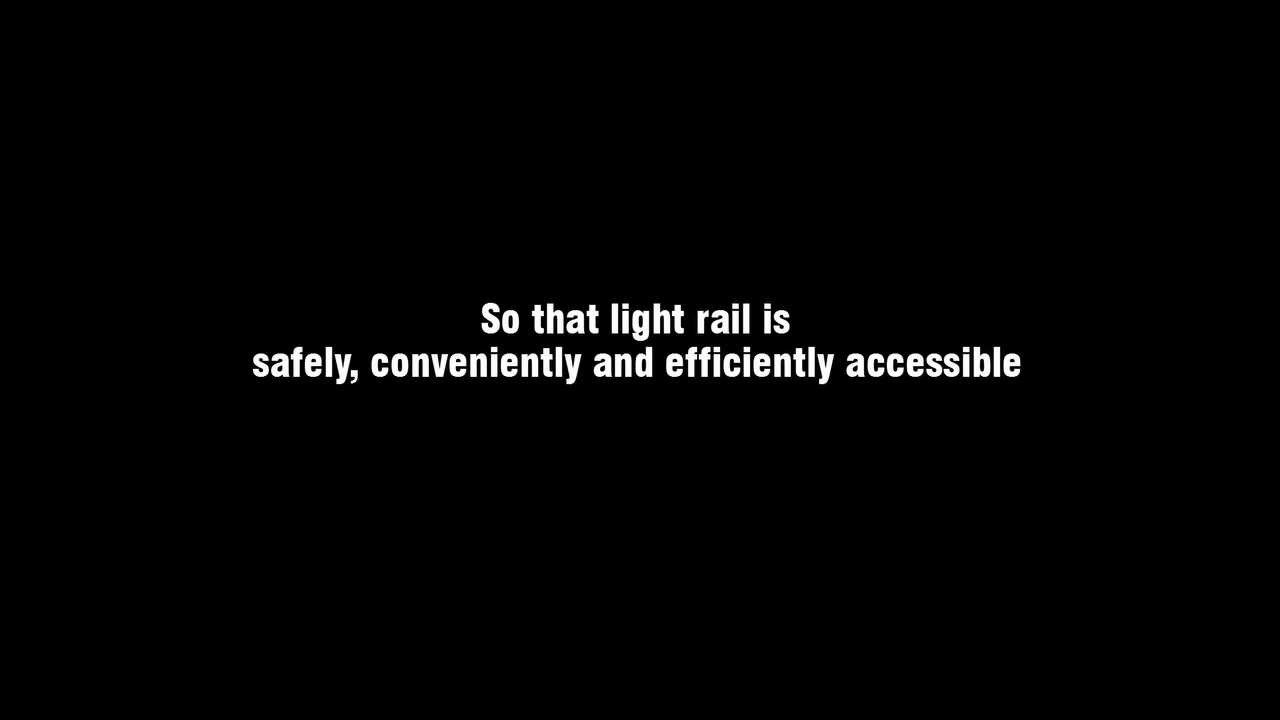 So that light rail is
safely, conveniently and efficiently accessible